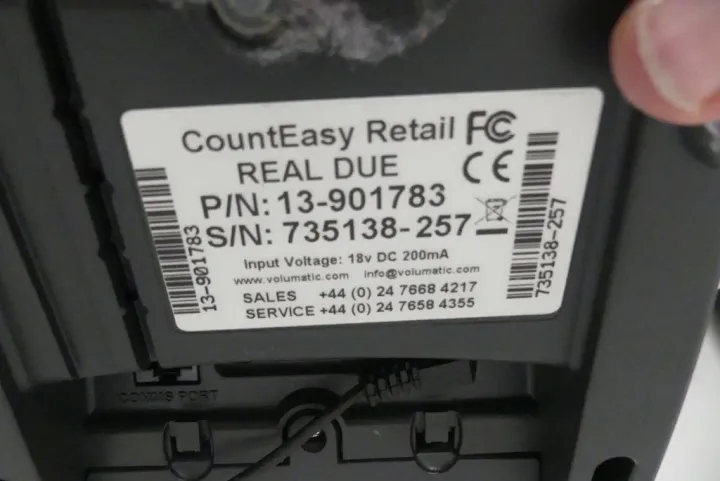 CountEasy Retail FC
REAL DUE CE
P/N: 13-901783
S/N: 735138-257
Input Voltage: 18v DC 200mA
www.volumatic.com info@volumatic.com
SALES +44 (0) 24 7668 4217
SERVICE +44 (0) 24 7658 4355
13-901783
735138-257
COMMS PORT